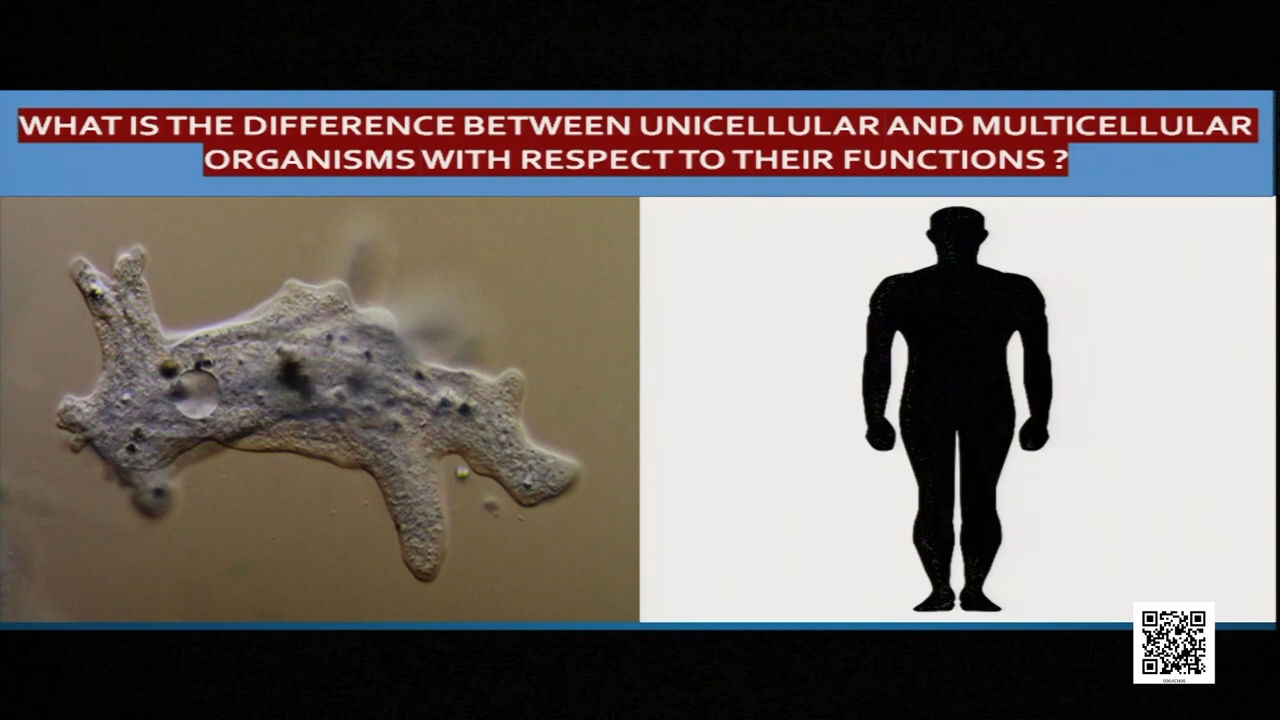 WHAT IS THE DIFFERENCE BETWEEN UNICELLULAR AND MULTICELLULAR
ORGANISMS WITH RESPECT TO THEIR FUNCTIONS ?